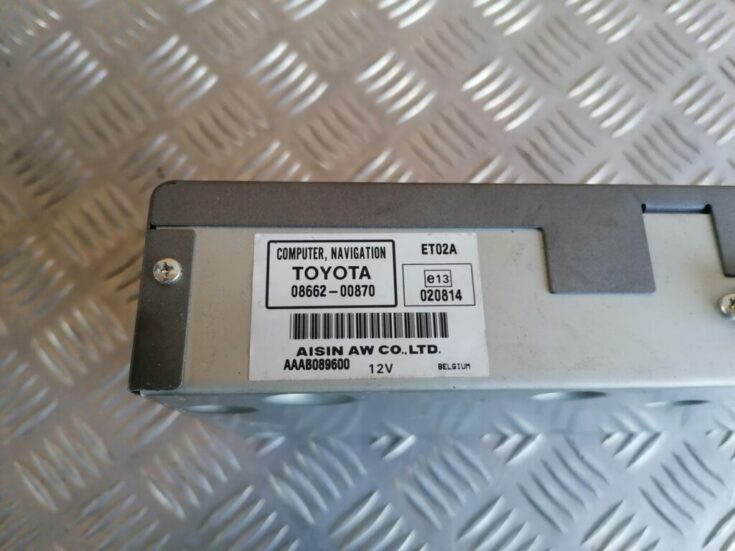 COMPUTER, NAVIGATION
TOYOTA
08662-00870
ET02A
e13
020814
AISIN AW CO.,LTD.
AAAB089600 12V BELGIUM